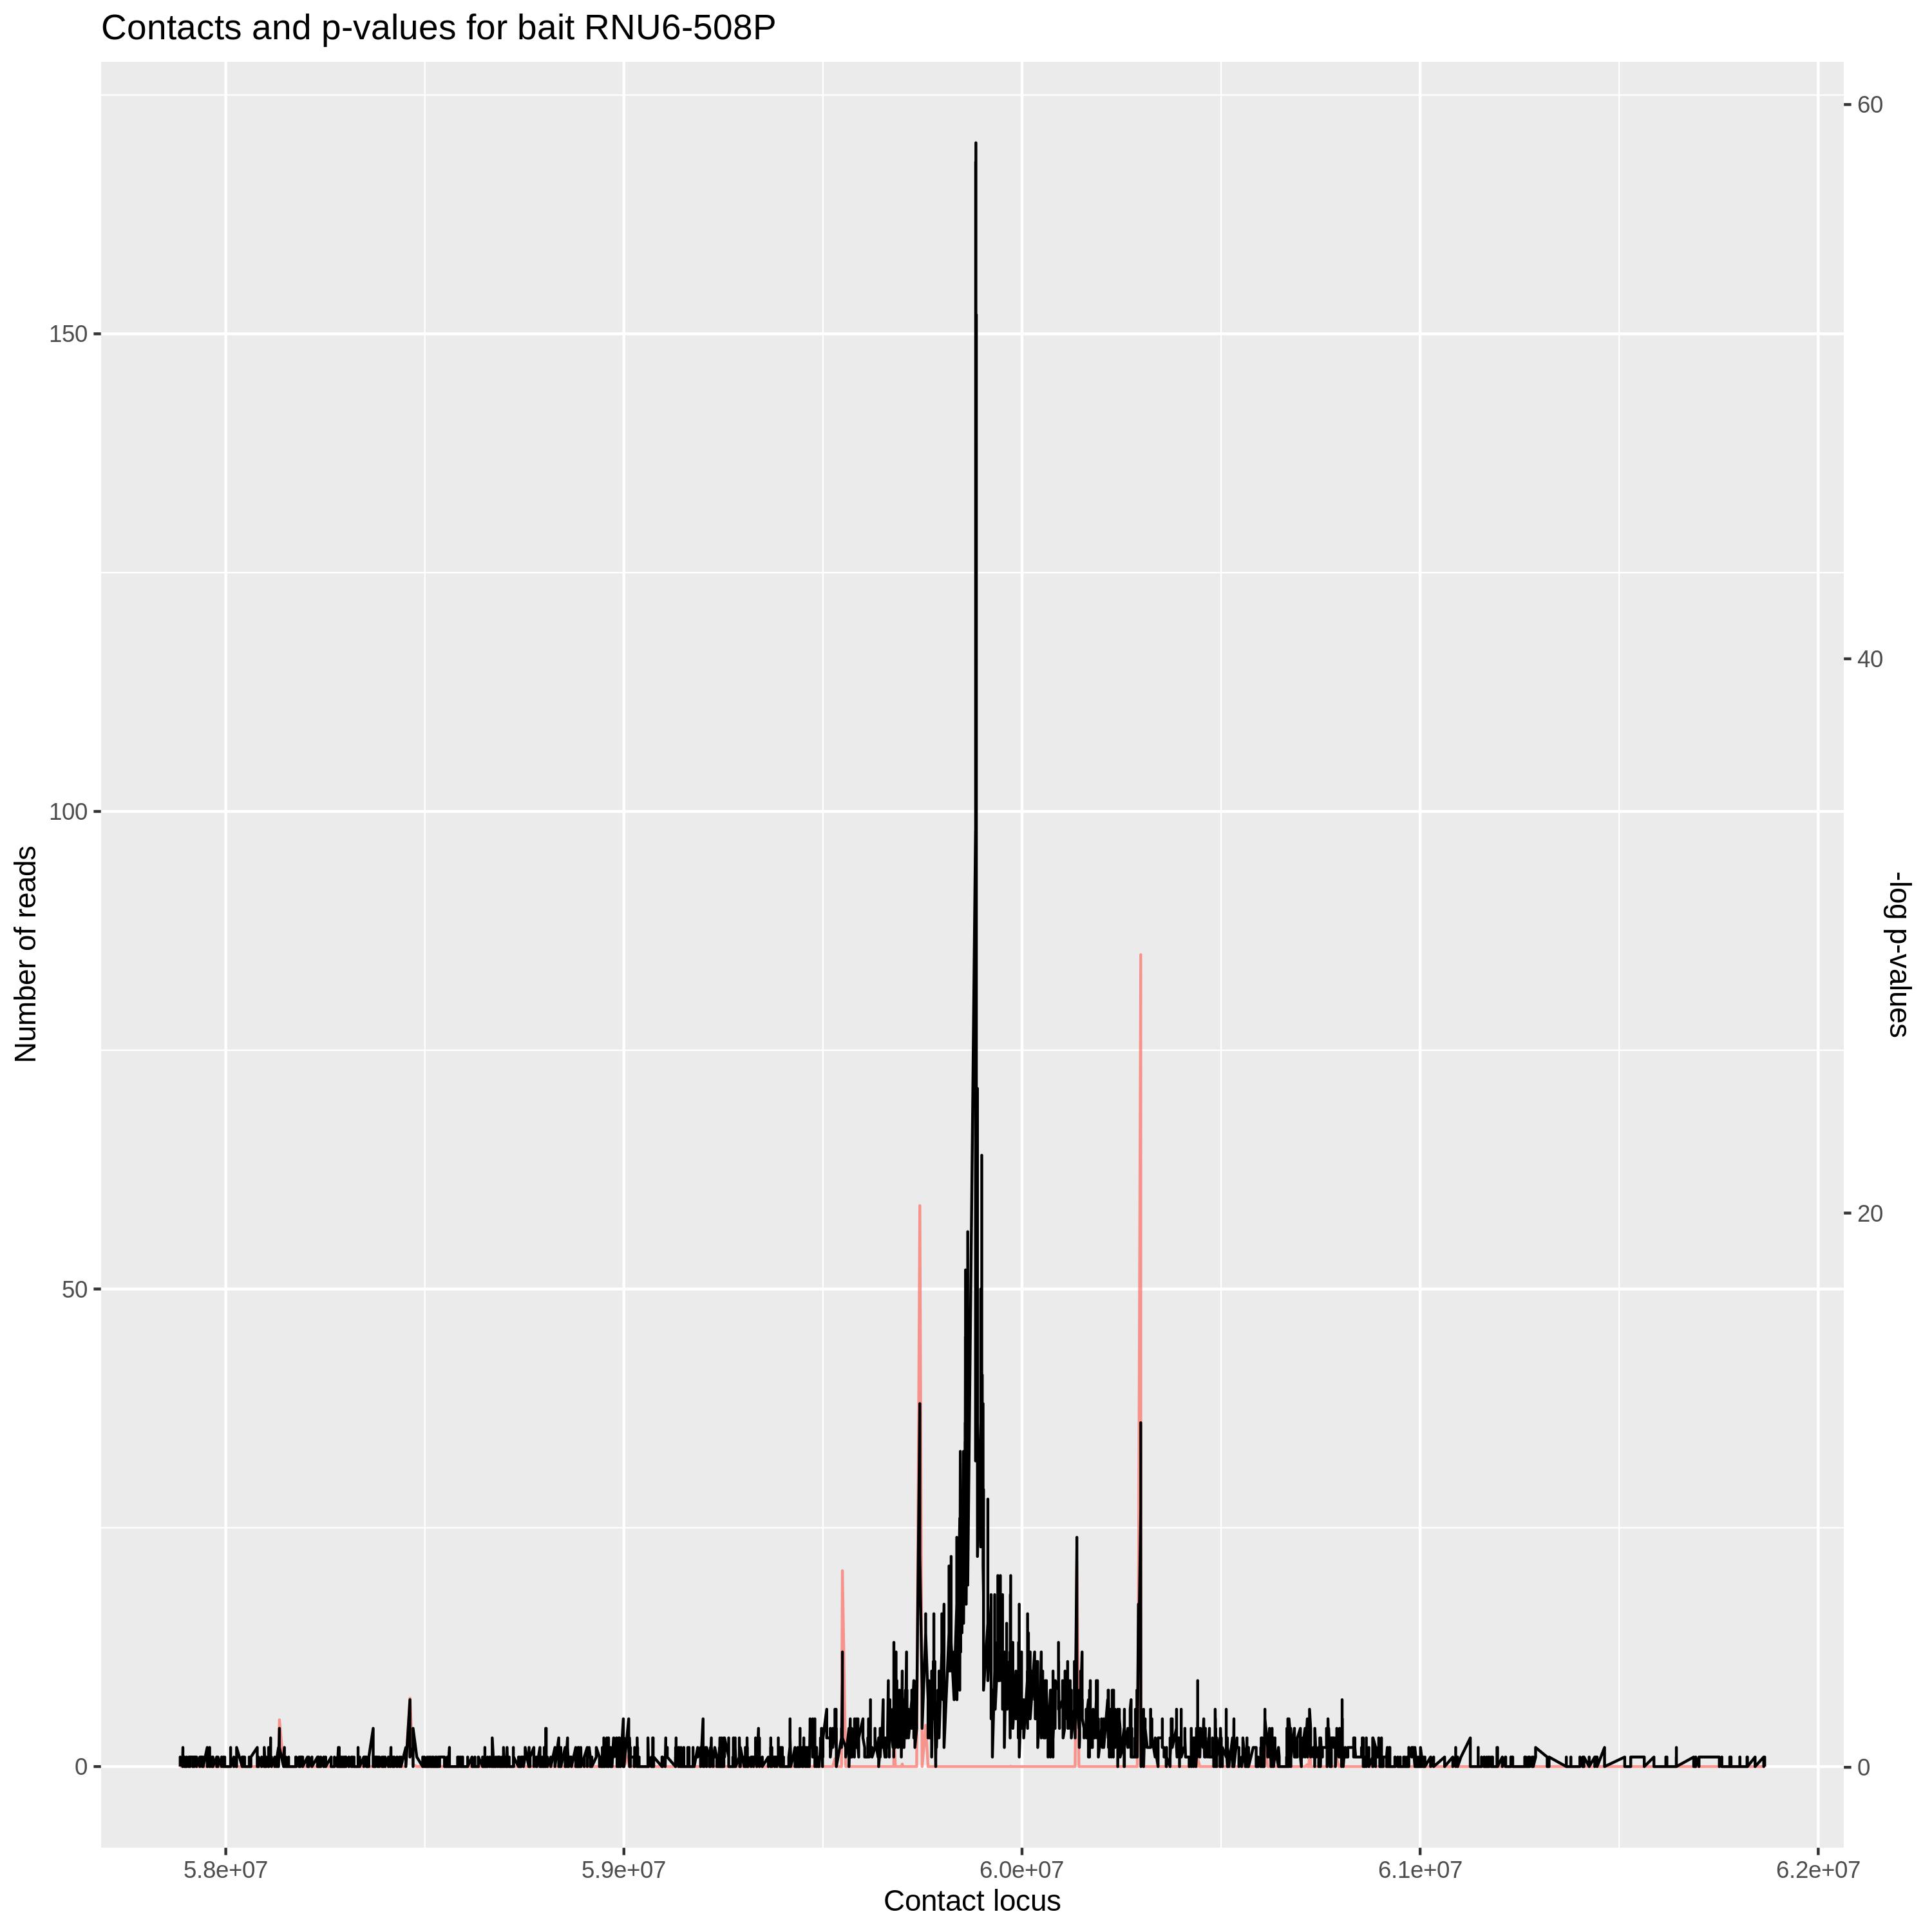 Contacts and p-values for bait RNU6-508P
60
150
40
100
Number of reads
-log p-values
20
50
0
0
5.8e+07
5.9e+07
6.0e+07
6.1e+07
6.2e+07
Contact locus